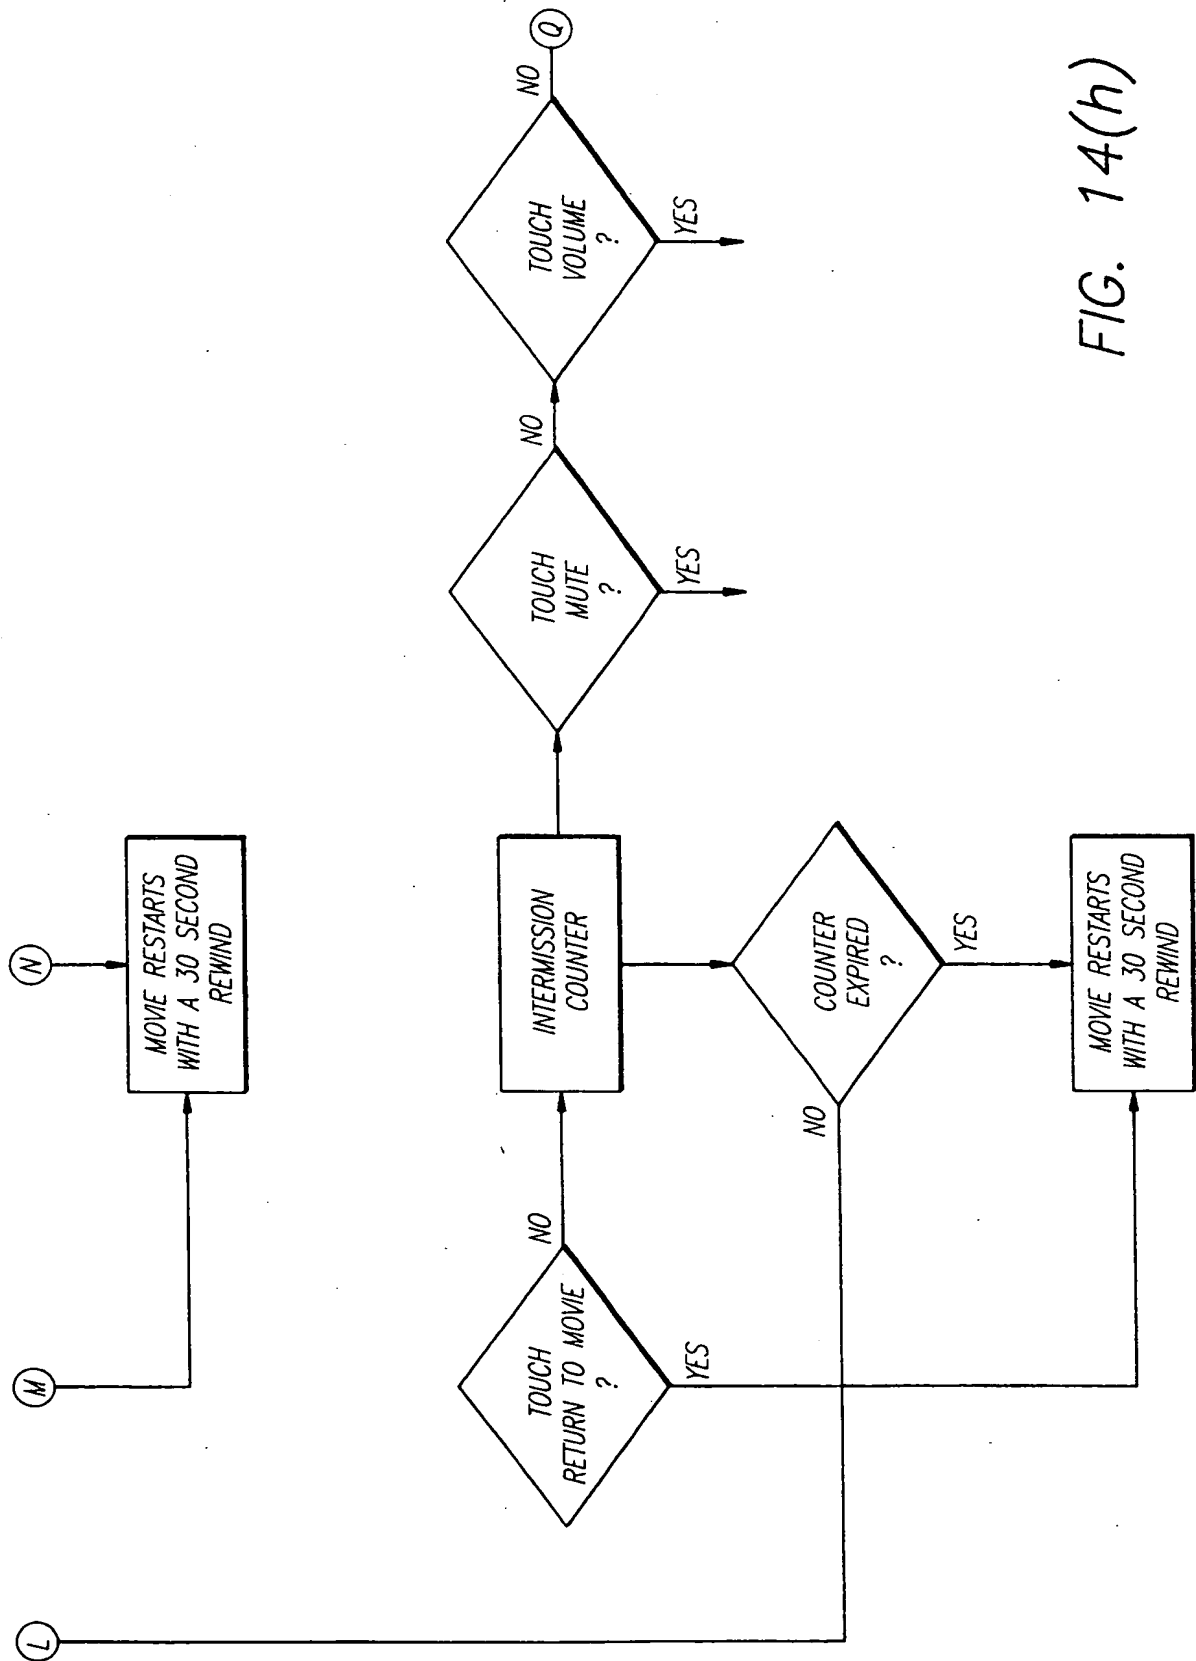 L
M
N
MOVIE RESTARTS
WITH A 30 SECOND
REWIND
TOUCH
RETURN TO MOVIE
?
NO
YES
INTERMISSION
COUNTER
TOUCH
MUTE
?
NO
YES
TOUCH
VOLUME
?
NO
YES
Q
COUNTER
EXPIRED
?
NO
YES
MOVIE RESTARTS
WITH A 30 SECOND
REWIND
FIG. 14(h)